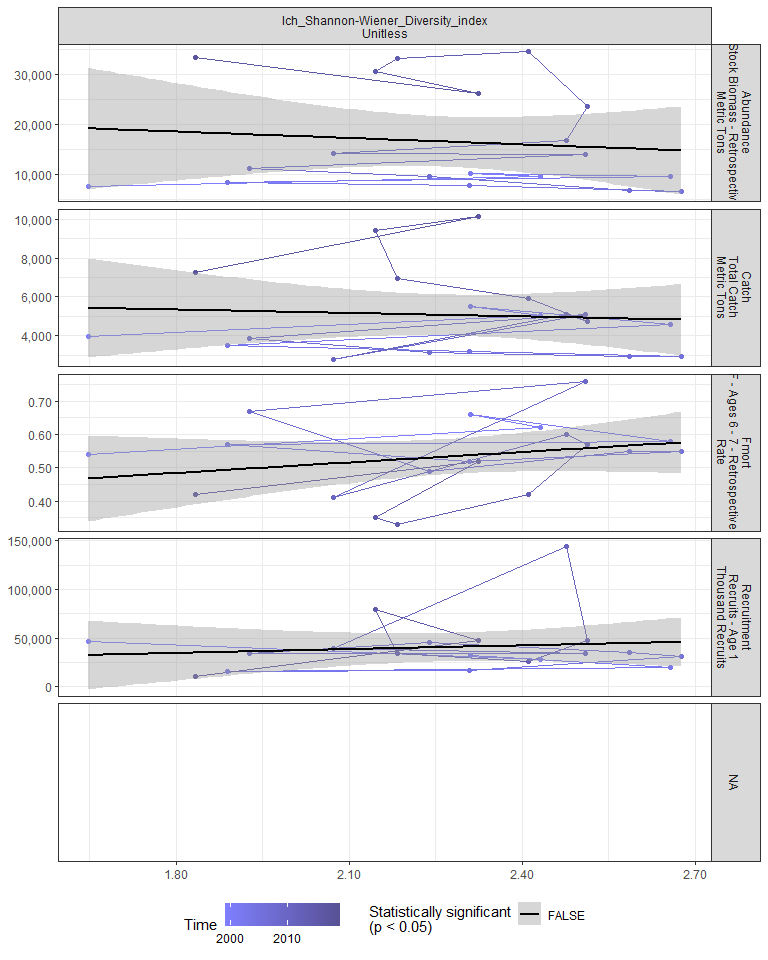 Ich_Shannon-Wiener_Diversity_index
Unitless
30,000
20,000
10,000
Abundance
Stock Biomass - Retrospectiv
Metric Tons
10,000
8,000
6,000
4,000
Catch
Total Catch
Metric Tons
0.70
0.60
0.50
0.40
Fmort
- Ages 6 - 7 - Retrospective
Rate
150,000
100,000
50,000
0
Recruitment
Recruits - Age 1
Thousand Recruits
NA
1.80
2.10
2.40
2.70
Time
2000
2010
Statistically significant
(p < 0.05)
FALSE